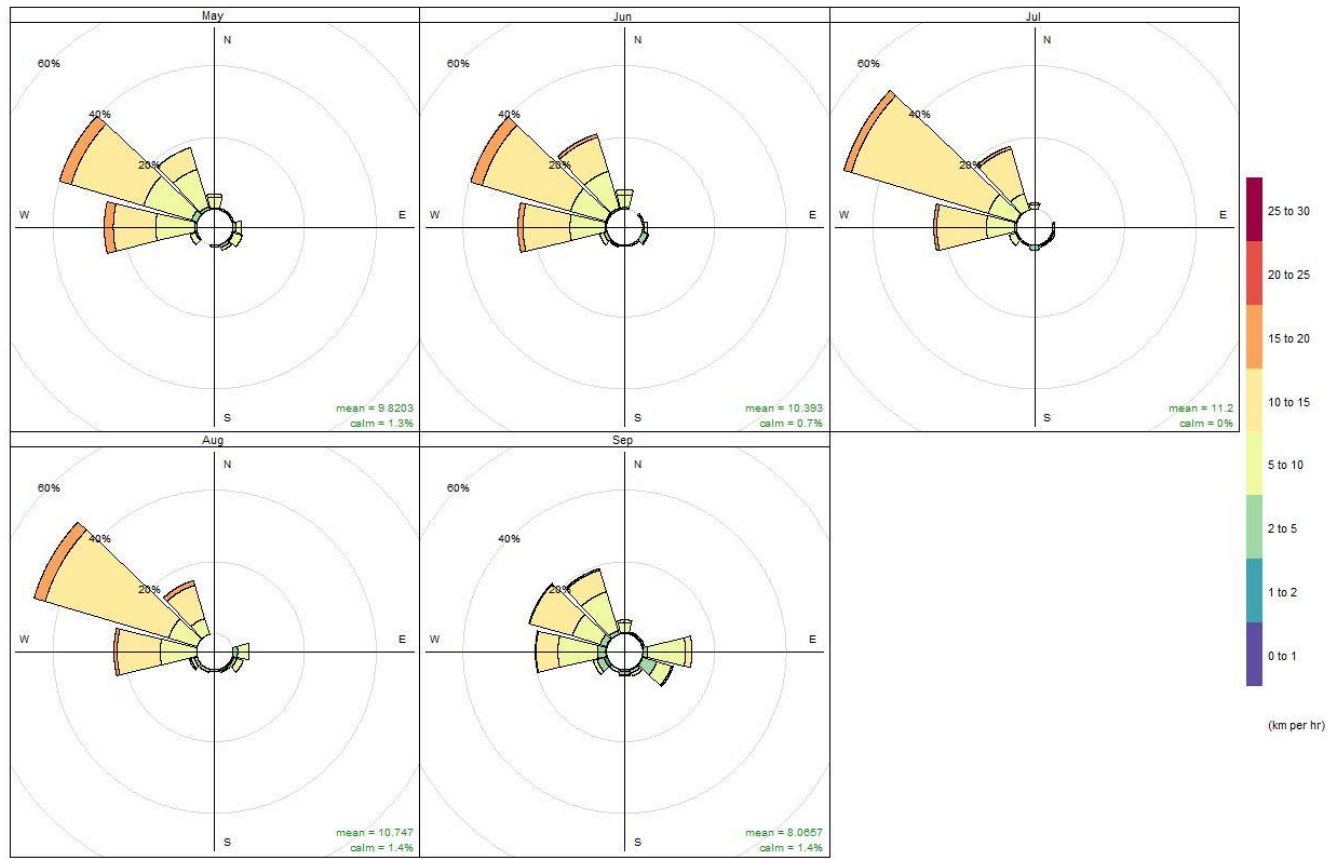 May
N
60%
40%
20%
W
E
S
mean = 9.8203
calm = 1.3%
Jun
N
60%
40%
20%
W
E
S
mean = 10.393
calm = 0.7%
Jul
N
60%
40%
20%
W
E
S
mean = 11.2
calm = 0%
Aug
N
60%
40%
20%
W
E
S
mean = 10.747
calm = 1.4%
Sep
N
60%
40%
20%
W
E
S
mean = 8.0657
calm = 1.4%
25 to 30
20 to 25
15 to 20
10 to 15
5 to 10
2 to 5
1 to 2
0 to 1
(km per hr)